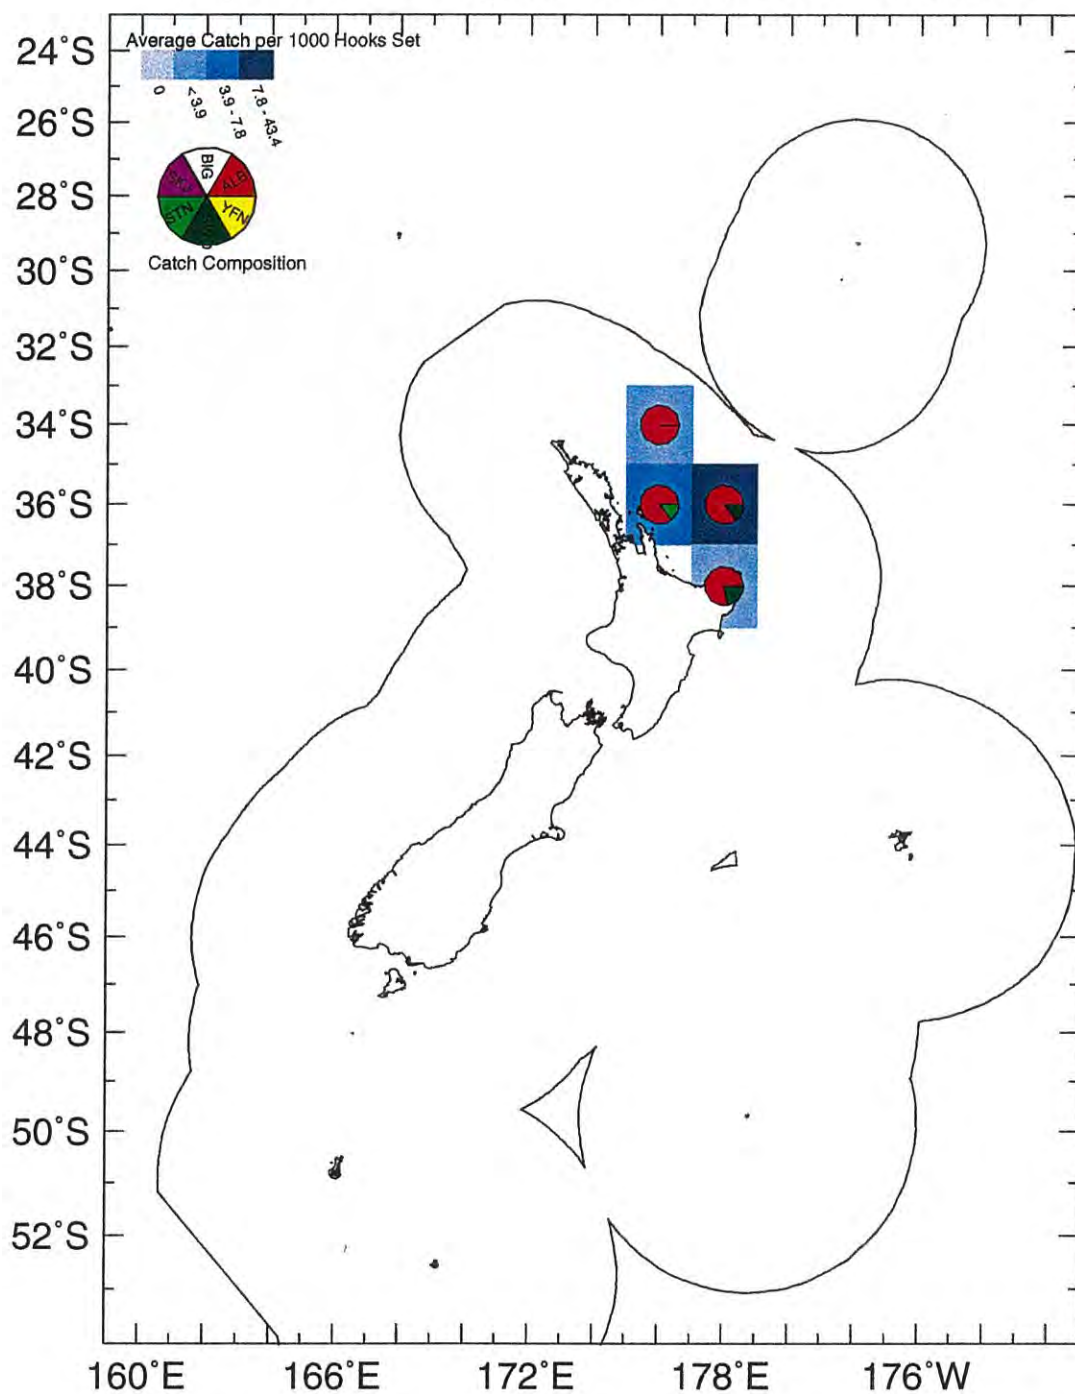 Average Catch per 1000 Hooks Set
0
<3.9
3.9 - 7.8
7.8 - 43.4
BIG
ALB
YFN
STN
SKJ
Catch Composition
24°S
26°S
28°S
30°S
32°S
34°S
36°S
38°S
40°S
42°S
44°S
46°S
48°S
50°S
52°S
160°E
166°E
172°E
178°E
176°W